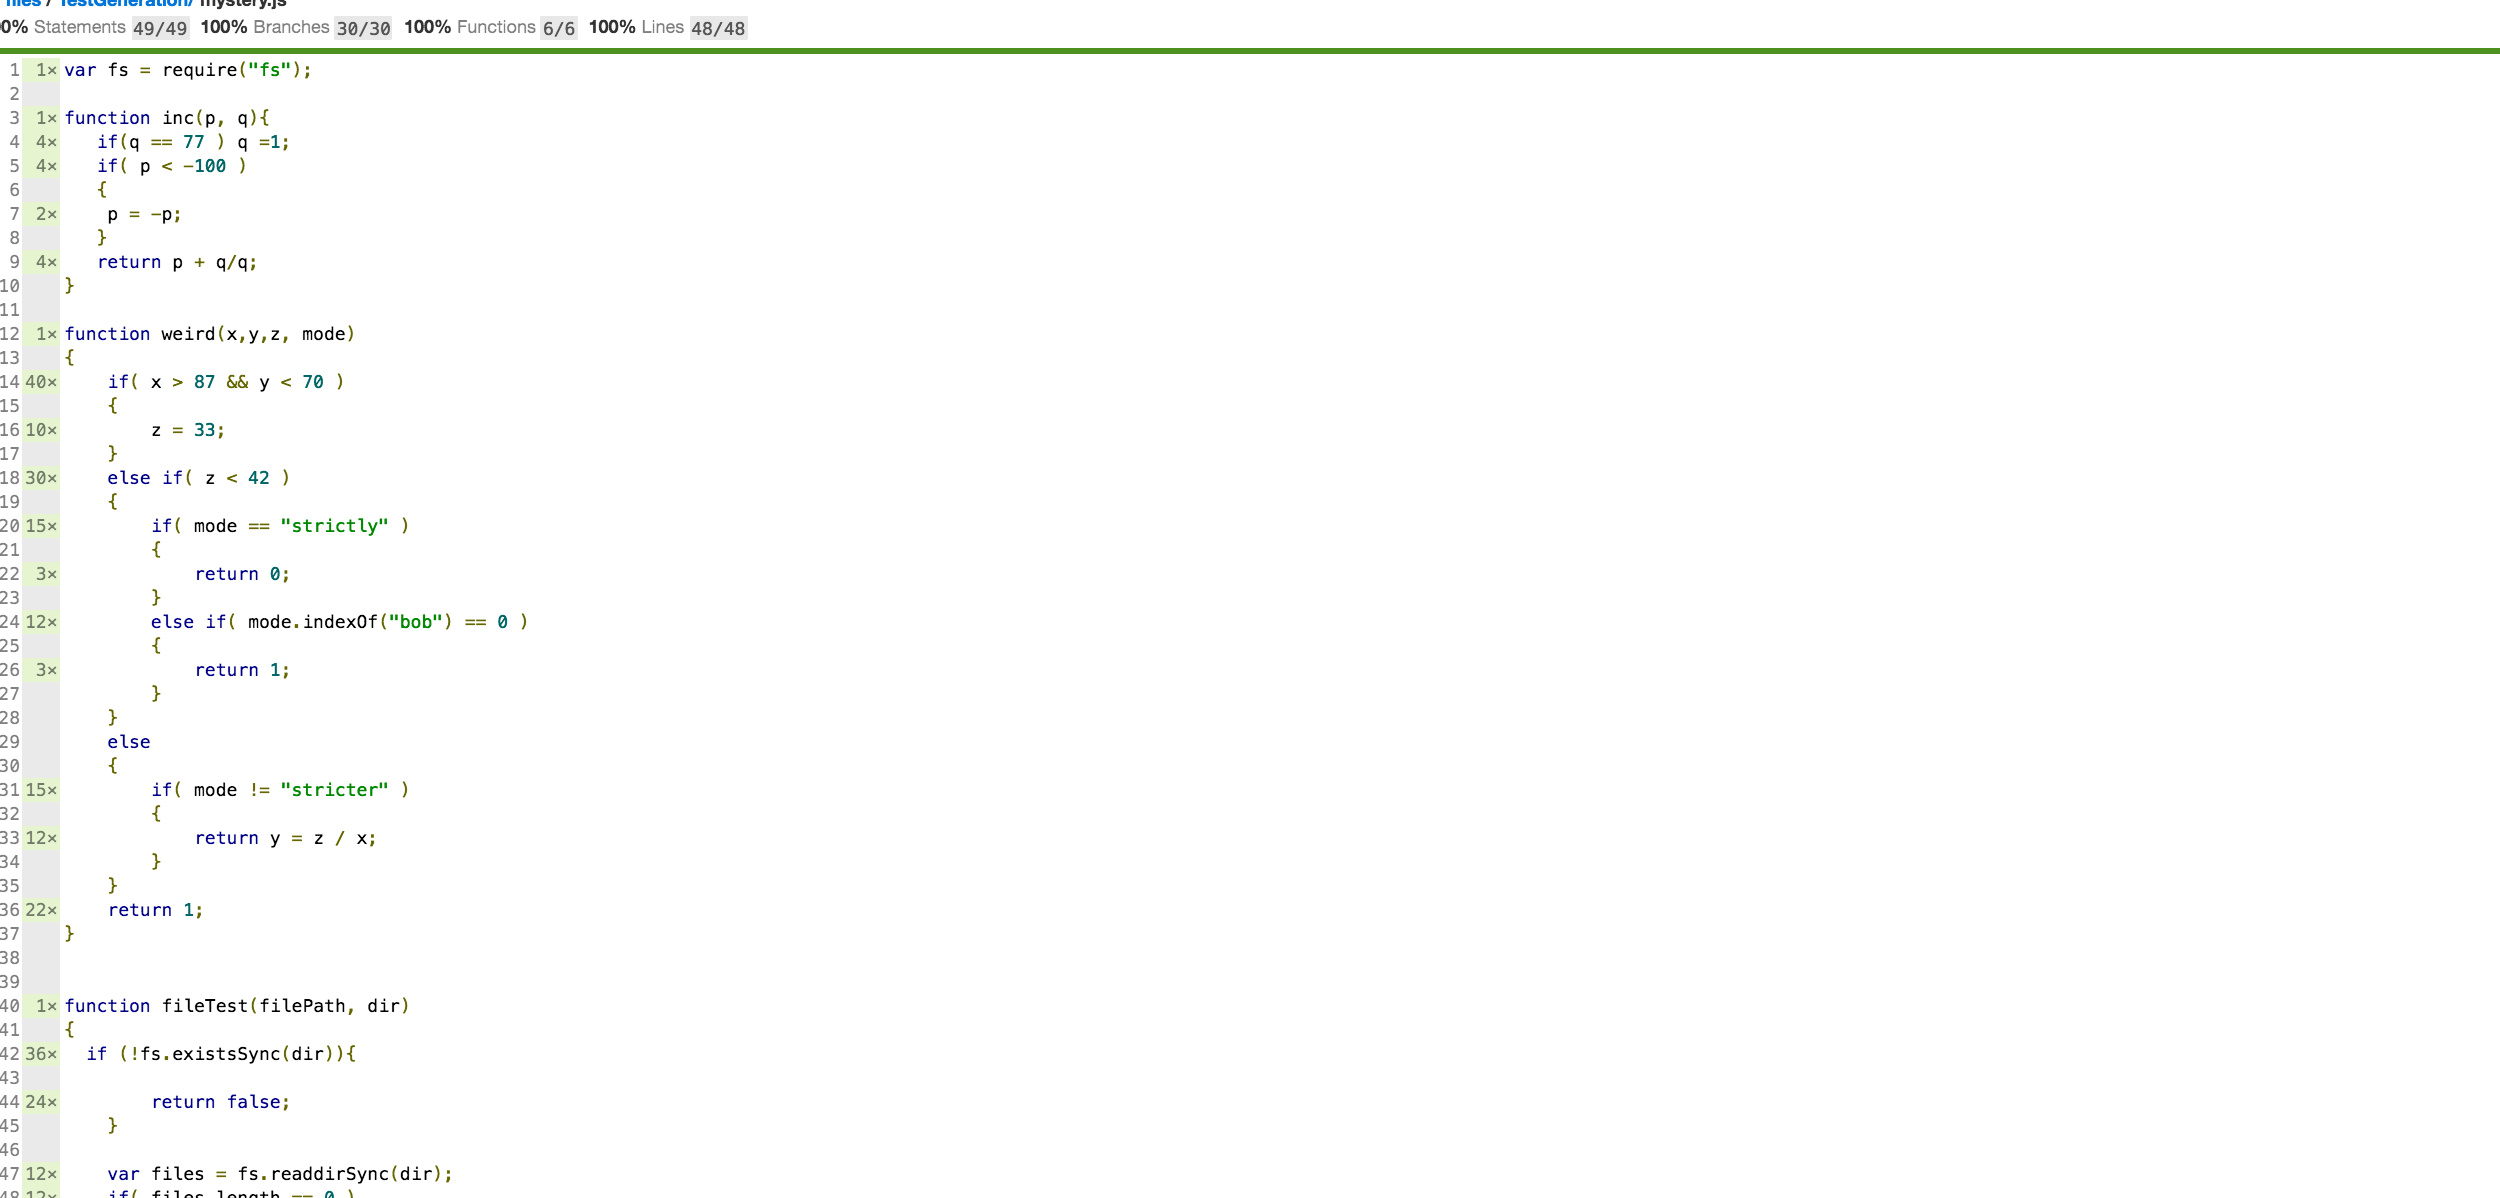 files / TestGeneration/ mystery.js
0% Statements 49/49 100% Branches 30/30 100% Functions 6/6 100% Lines 48/48
1 1× var fs = require("fs");
2
3 1× function inc(p, q){
4 4× if(q == 77 ) q =1;
5 4× if( p < -100 )
6 {
7 2× p = -p;
8 }
9 4× return p + q/q;
10 }
11
12 1× function weird(x,y,z, mode)
13 {
14 40× if( x > 87 && y < 70 )
15 {
16 10× z = 33;
17 }
18 30× else if( z < 42 )
19 {
20 15× if( mode == "strictly" )
21 {
22 3× return 0;
23 }
24 12× else if( mode.indexOf("bob") == 0 )
25 {
26 3× return 1;
27 }
28 }
29 else
30 {
31 15× if( mode != "stricter" )
32 {
33 12× return y = z / x;
34 }
35 }
36 22× return 1;
37 }
38
39
40 1× function fileTest(filePath, dir)
41 {
42 36× if (!fs.existsSync(dir)){
43
44 24× return false;
45 }
46
47 12× var files = fs.readdirSync(dir);
48 12× if( files.length == 0 )